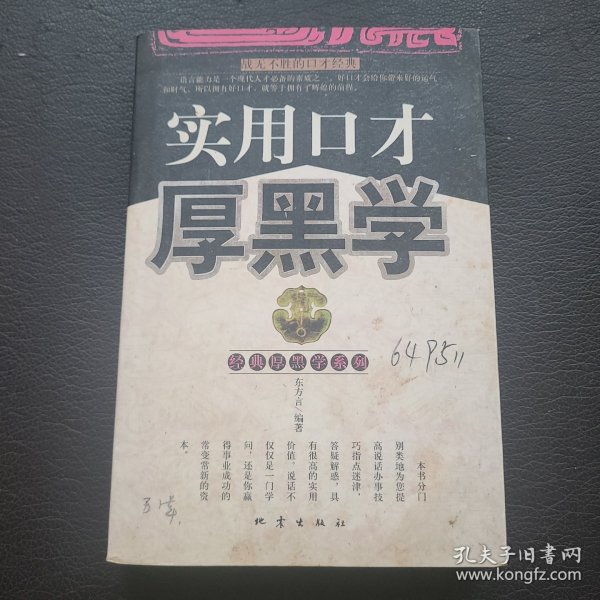 战无不胜的口才经典
语言能力是一个现代人才必备的素质之一，好口才会给你带来好的运气
和财气，所以拥有好口才，就等于拥有了辉煌的前程。
实用口才
厚黑学
经典厚黑学系列
东方言/编著
649511
本书分门
别类地为您提
高说话办事技
巧指点迷津，
答疑解惑，具
有很高的实用
价值。说话不
仅仅是一门学
问，还是你赢
得事业成功的
常变常新的资
本。
地震出版社
孔夫子旧书网
www.kongfz.com